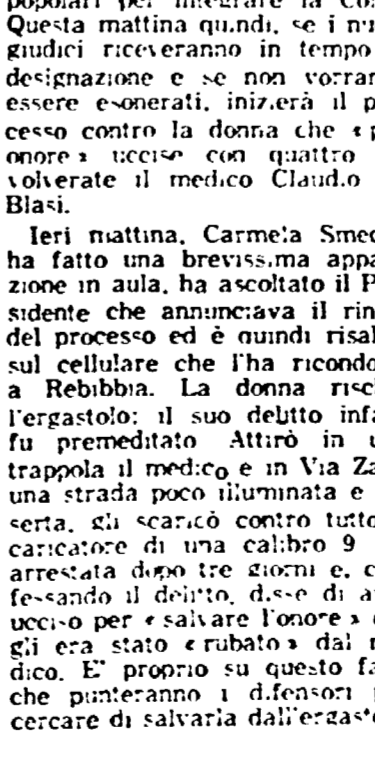 popolari per integrare la Co
Questa mattina quindi, se i nu
giudici riceveranno in tempo
designazione e se non vorran
essere esonerati, inizierà il p
cesso contro la donna che « p
onore » uccise con quattro
volverate il medico Claudio
Blasi.
Ieri mattina, Carmela Smec
ha fatto una brevissima appa
zione in aula, ha ascoltato il P
sidente che annunciava il rin
del processo ed è quindi risal
sul cellulare che l'ha ricondo
a Rebibbia. La donna risc
l'ergastolo: il suo delitto infa
fu premeditato Attirò in u
trappola il medico e in Via Za
una strada poco illuminata e
serta, gli scaricò contro tutto
caricatore di una calibro 9
arrestata dopo tre giorni e, c
fessando il delitto, disse di a
ucciso per « salvare l'onore »
gli era stato « rubato » dal m
dico. E' proprio su questo fa
che punteranno i difensori
cercare di salvarla dall'ergast